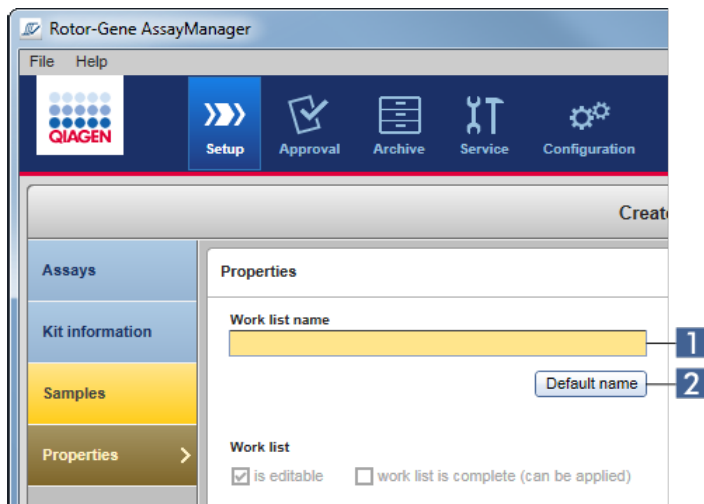 Rotor-Gene AssayManager
File Help
QIAGEN
Setup Approval Archive Service Configuration
Assays
Properties
Kit information
Work list name
1
Default name
2
Samples
Properties
Work list
is editable work list is complete (can be applied)